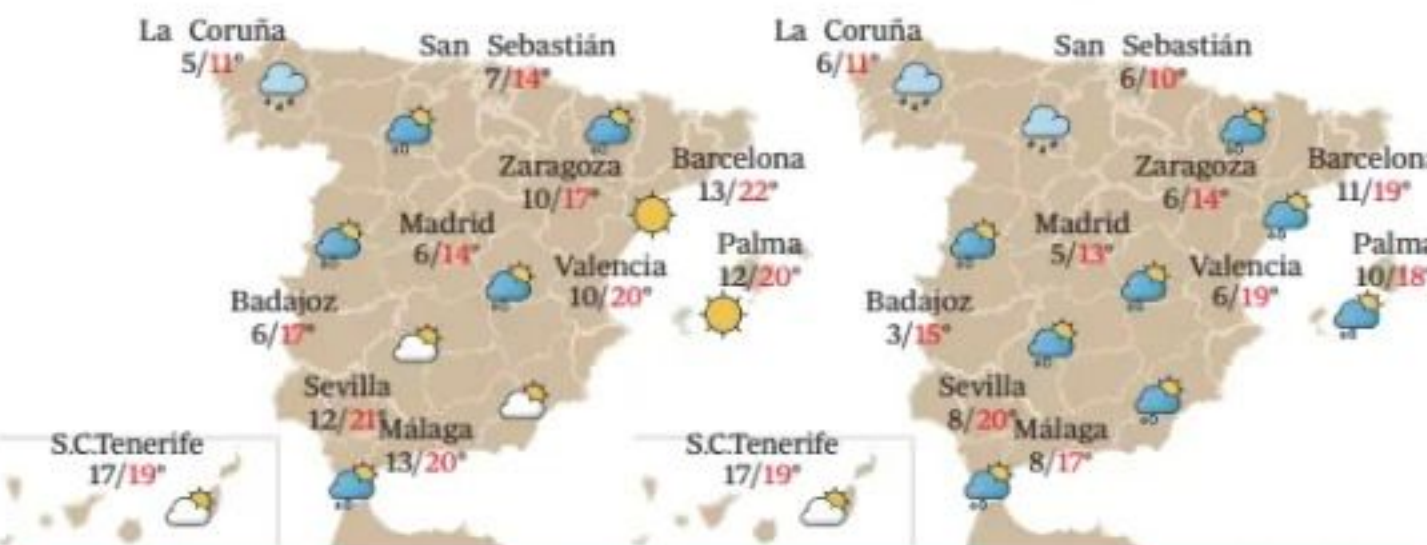 La Coruña
5/11°
San Sebastián
7/14°
Zaragoza
10/17°
Barcelona
13/22°
Madrid
6/14°
Valencia
10/20°
Palma
12/20°
Badajoz
6/17°
Sevilla
12/21°
Málaga
13/20°
S.C.Tenerife
17/19°
La Coruña
6/11°
San Sebastián
6/10°
Zaragoza
6/14°
Barcelona
11/19°
Madrid
5/13°
Valencia
6/19°
Palma
10/18°
Badajoz
3/15°
Sevilla
8/20°
Málaga
8/17°
S.C.Tenerife
17/19°